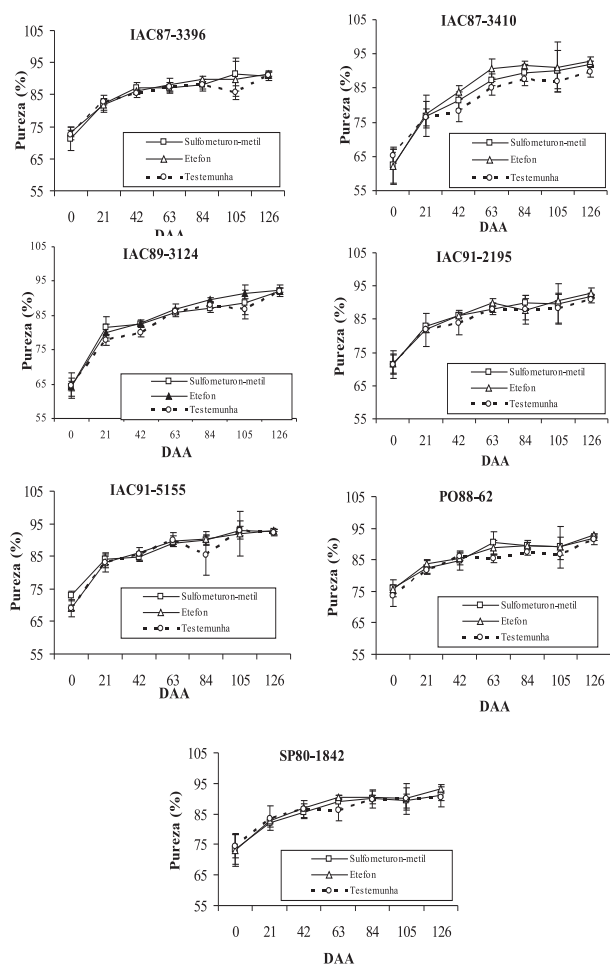 IAC87-3396
Pureza (%)
105
95
85
75
65
55
Sulfometuron-metil
Etefon
Testemunha
0 21 42 63 84 105 126
DAA
IAC87-3410
Pureza (%)
105
95
85
75
65
55
Sulfometuron-metil
Etefon
Testemunha
0 21 42 63 84 105 126
DAA
IAC89-3124
Pureza (%)
105
95
85
75
65
55
Sulfometuron-metil
Etefon
Testemunha
0 21 42 63 84 105 126
IAC91-2195
Pureza (%)
105
95
85
75
65
55
Sulfometuron-metil
Etefon
Testemunha
0 21 42 63 84 105 126
IAC91-5155
Pureza (%)
105
95
85
75
65
55
Sulfometuron-metil
Etefon
Testemunha
0 21 42 63 84 105 126
DAA
PO88-62
Pureza (%)
105
95
85
75
65
55
Sulfometuron-metil
Etefon
Testemunha
0 21 42 63 84 105 126
DAA
SP80-1842
Pureza (%)
105
95
85
75
65
55
Sulfometuron-metil
Etefon
Testemunha
0 21 42 63 84 105 126
DAA